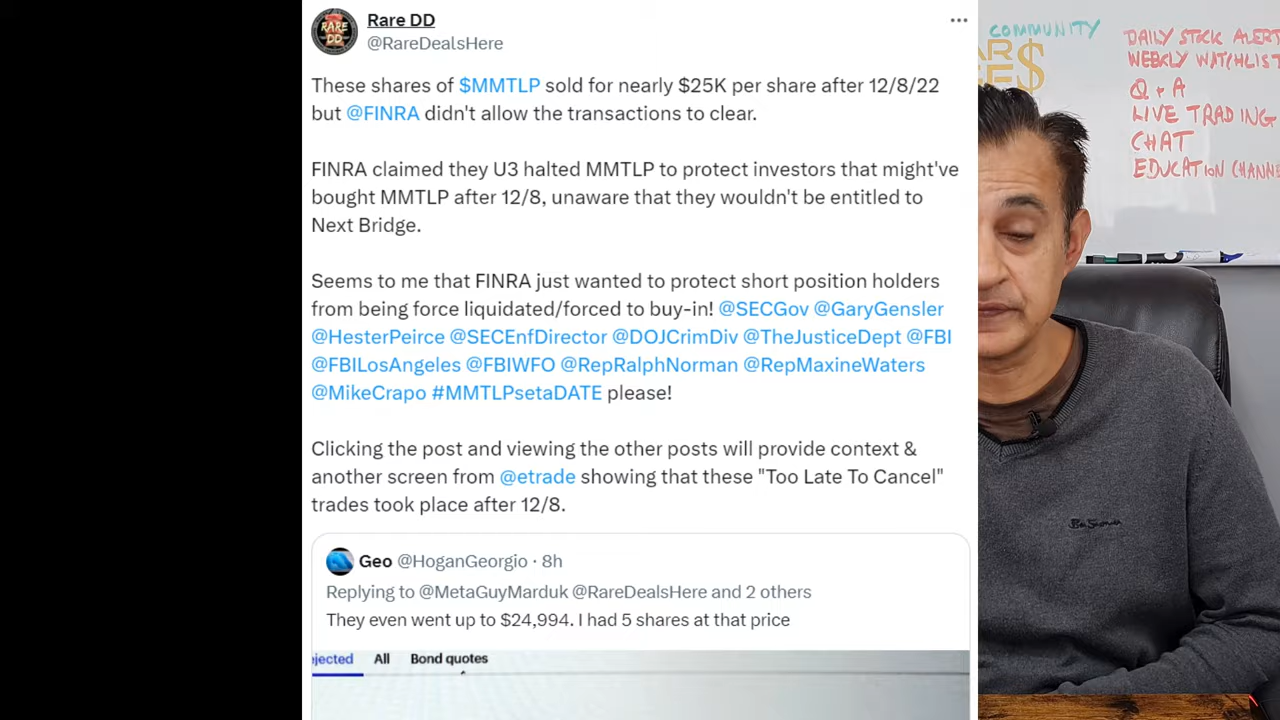 Rare DD
@RareDealsHere
These shares of $MMTLP sold for nearly $25K per share after 12/8/22
but @FINRA didn't allow the transactions to clear.
FINRA claimed they U3 halted MMTLP to protect investors that might've
bought MMTLP after 12/8, unaware that they wouldn't be entitled to
Next Bridge.
Seems to me that FINRA just wanted to protect short position holders
from being force liquidated/forced to buy-in! @SECGov @GaryGensler
@HesterPeirce @SECEnfDirector @DOJCrimDiv @TheJusticeDept @FBI
@FBILosAngeles @FBIWFO @RepRalphNorman @RepMaxineWaters
@MikeCrapo #MMTLPsetaDATE please!
Clicking the post and viewing the other posts will provide context &
another screen from @etrade showing that these "Too Late To Cancel"
trades took place after 12/8.
Geo @HoganGeorgio · 8h
Replying to @MetaGuyMarduk @RareDealsHere and 2 others
They even went up to $24,994. I had 5 shares at that price
jected All Bond quotes
RARE
DD
COMMUNITY
DAILY STOCK ALERT
WEEKLY WATCHLIST
Q + A
LIVE TRADING
CHAT
EDUCATION CHANNE
Ben Sherman